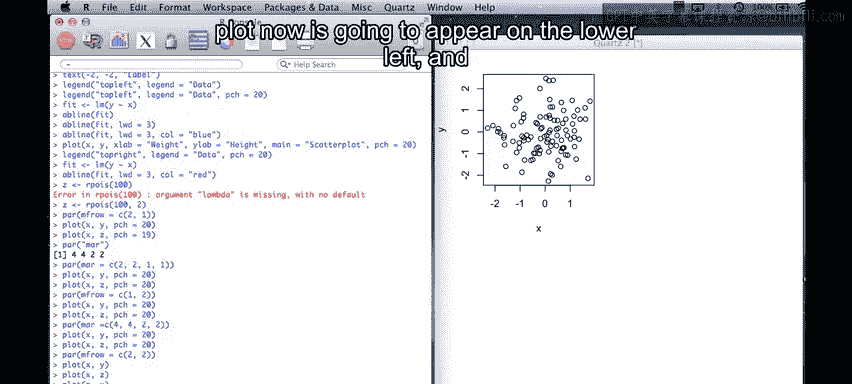 R Edit Format Workspace Packages & Data Misc Quartz Window Help
100%
plot now is going to appear on the lower
left, and
Quartz 2 [*]
Help Search
> text(-2, -2, "Label")
> legend("topleft", legend = "Data")
> legend("topleft", legend = "Data", pch = 20)
> fit <- lm(y ~ x)
> abline(fit)
> abline(fit, lwd = 3)
> abline(fit, lwd = 3, col = "blue")
> plot(x, y, xlab = "Weight", ylab = "Height", main = "Scatterplot", pch = 20)
> legend("topright", legend = "Data", pch = 20)
> fit <- lm(y ~ x)
> abline(fit, lwd = 3, col = "red")
> z <- rpois(100)
Error in rpois(100) : argument "lambda" is missing, with no default
> z <- rpois(100, 2)
> par(mfrow = c(2, 1))
> plot(x, y, pch = 20)
> plot(x, z, pch = 19)
> par("mar")
[1] 4 4 2 2
> par(mar = c(2, 2, 1, 1))
> plot(x, y, pch = 20)
> plot(x, z, pch = 20)
> par(mfrow = c(1, 2))
> plot(x, z, pch = 20)
> par(mar =c(4, 4, 2, 2))
> plot(x, y, pch = 20)
> plot(x, z, pch = 20)
> par(mfrow = c(2, 2))
> plot(x, y)
> plot(x, z)
2
1
0
-1
-2
y
-2 -1 0 1
x